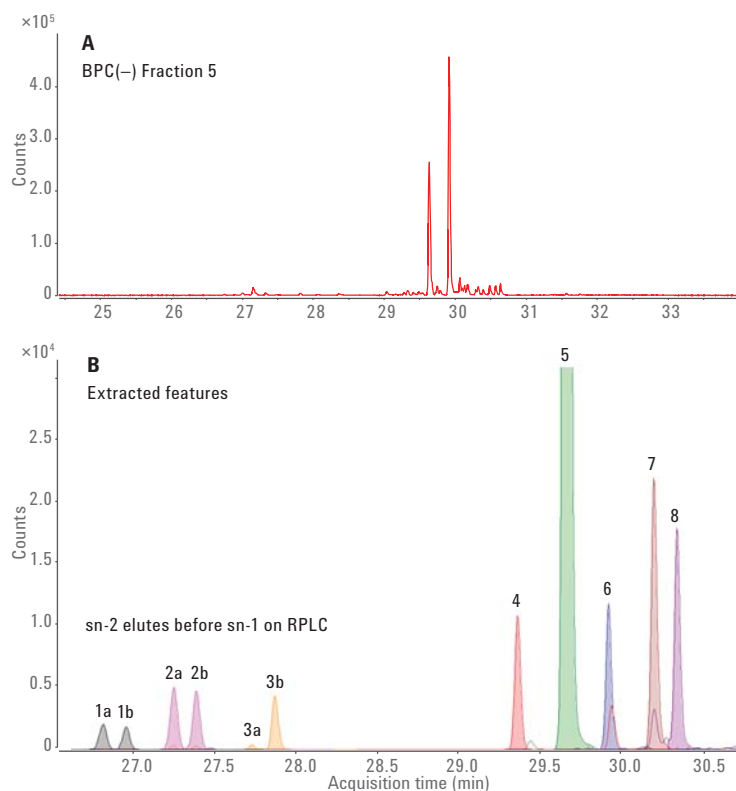 ×10⁵
A
BPC(–) Fraction 5
4.0
3.0
2.0
1.0
0
Counts
25 26 27 28 29 30 31 32 33
×10⁴
B
Extracted features
5
2.5
2.0
1.5
1.0
0.5
0
Counts
7
8
4
6
sn-2 elutes before sn-1 on RPLC
2a 2b
3b
1a 1b
3a
27.0 27.5 28.0 28.5 29.0 29.5 30.0 30.5
Acquisition time (min)